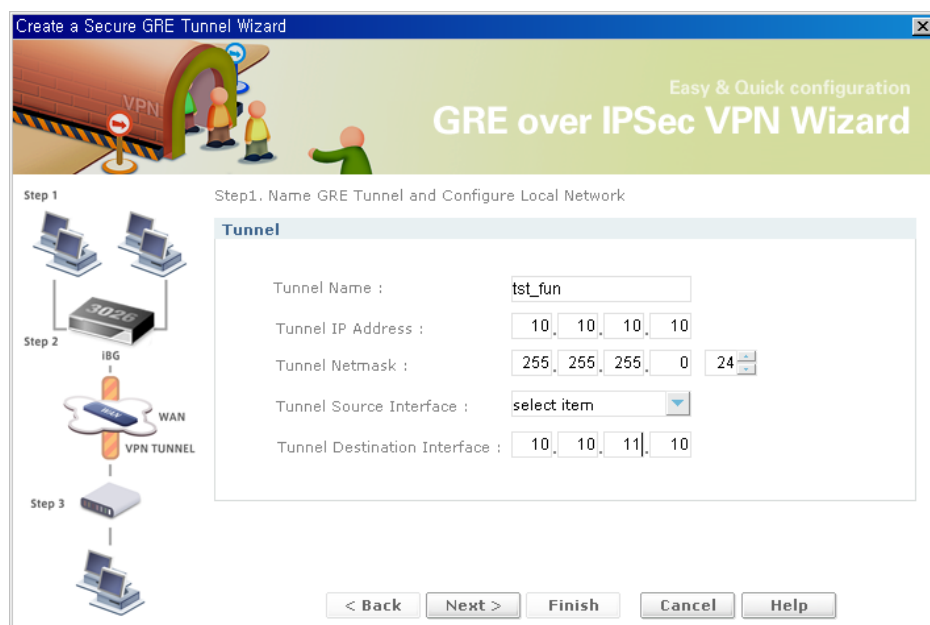 Create a Secure GRE Tunnel Wizard
VPN
Easy & Quick configuration
GRE over IPSec VPN Wizard
Step 1
Step1. Name GRE Tunnel and Configure Local Network
Tunnel
Tunnel Name : tst_fun
3026
Tunnel IP Address : 10. 10. 10. 10
Step 2
iBG
Tunnel Netmask : 255. 255. 255. 0 24
WAN
WAN
Tunnel Source Interface : select item
VPN TUNNEL
Tunnel Destination Interface : 10. 10. 11. 10
Step 3
< Back Next > Finish Cancel Help